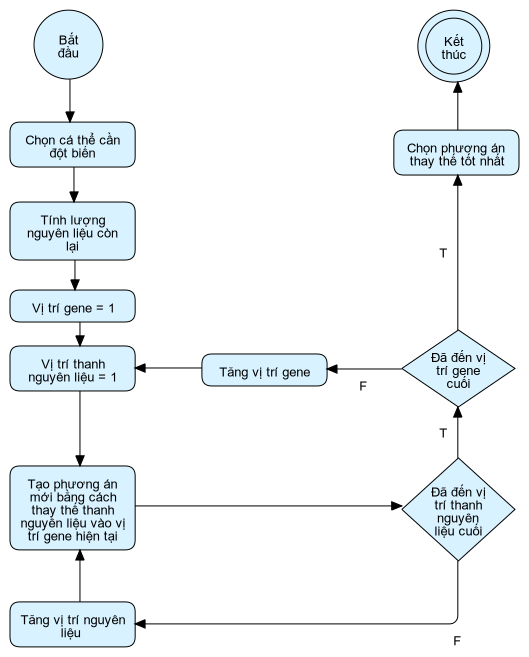 Bắt
đầu
Chọn cá thể cần
đột biến
Tính lượng
nguyên liệu còn
lại
Vị trí gene = 1
Vị trí thanh
nguyên liệu = 1
Tạo phương án
mới bằng cách
thay thế thanh
nguyên liệu vào vị
trí gene hiện tại
Tăng vị trí nguyên
liệu
Đã đến vị
trí thanh
nguyên
liệu cuối
F
T
Đã đến vị
trí gene
cuối
F
Tăng vị trí gene
T
Chọn phương án
thay thế tốt nhất
Kết
thúc